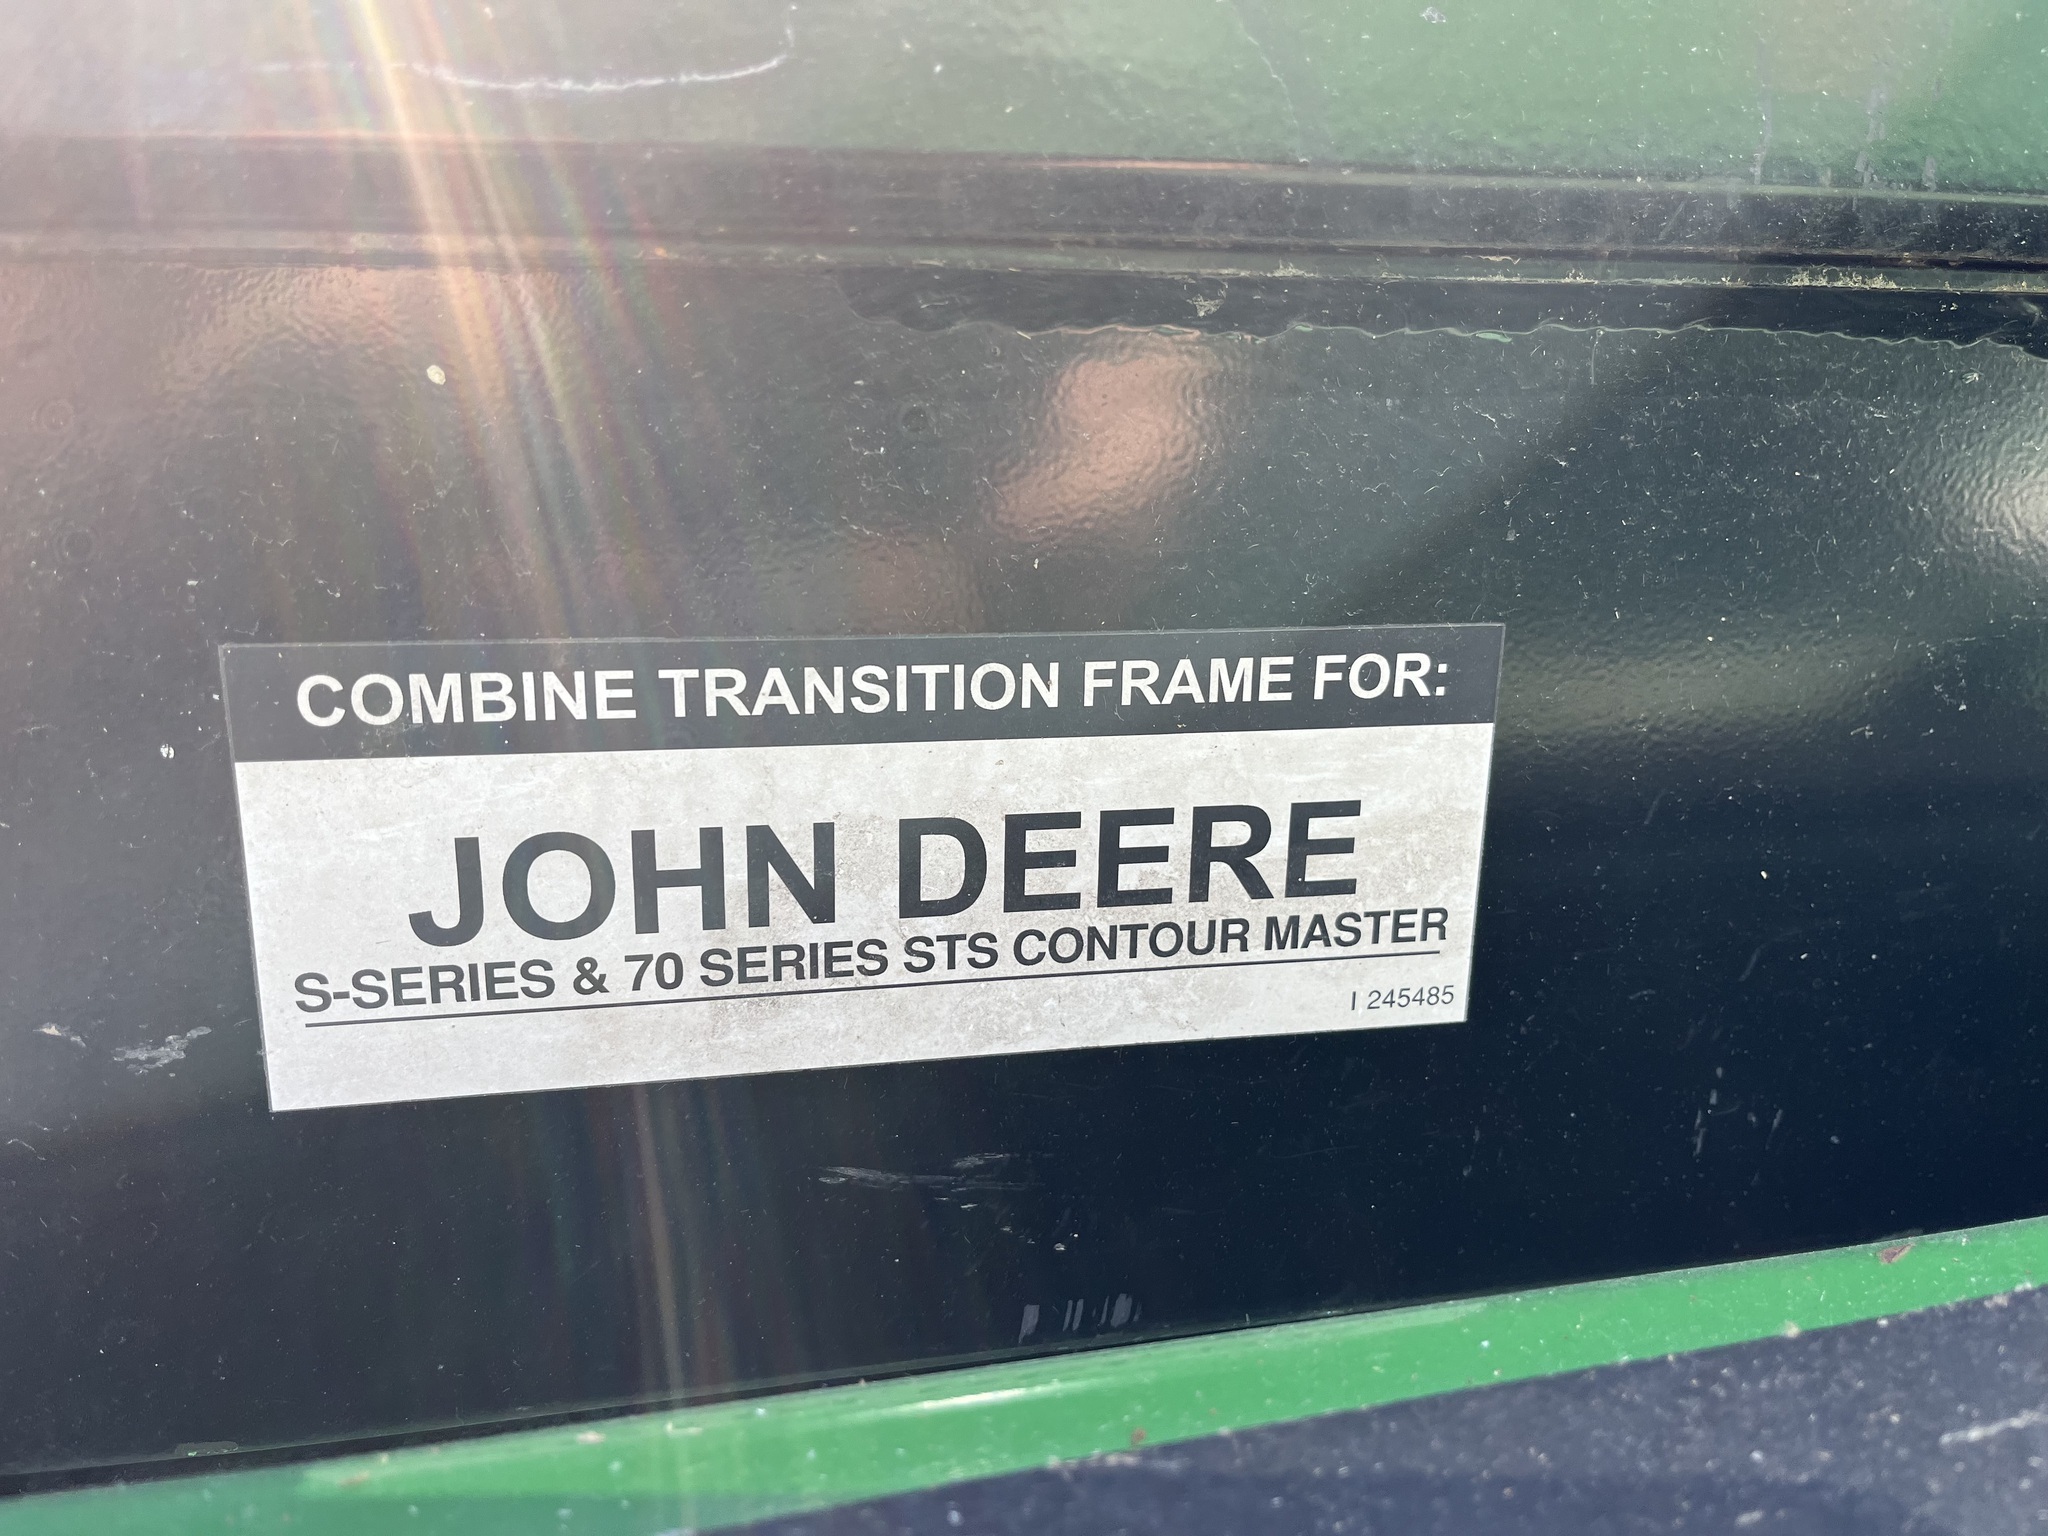 COMBINE TRANSITION FRAME FOR:
JOHN DEERE
S-SERIES & 70 SERIES STS CONTOUR MASTER
I 245485